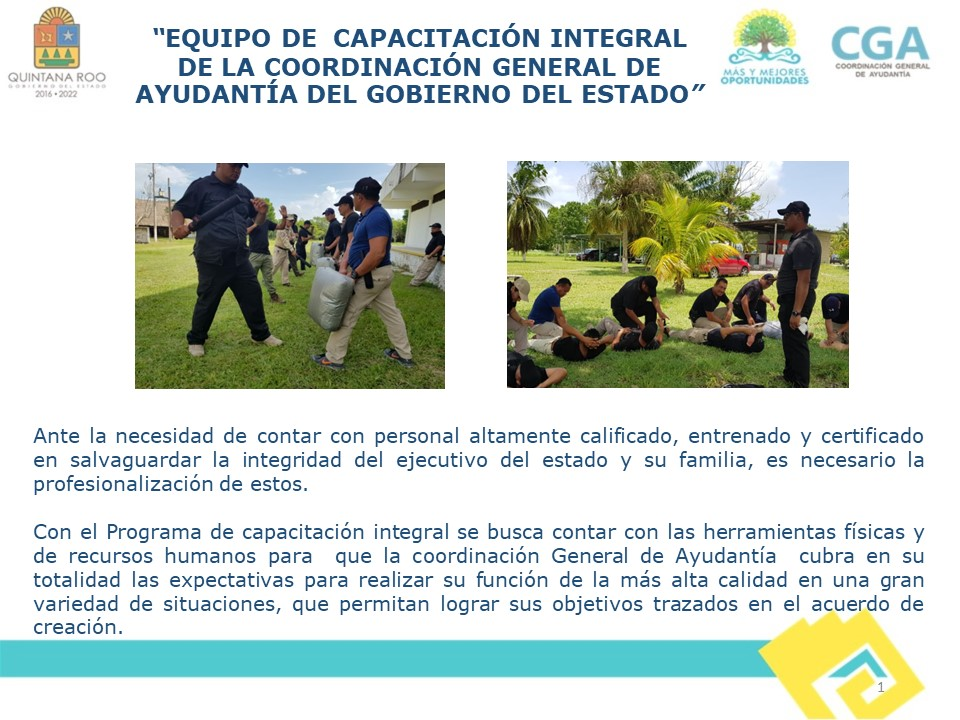 QUINTANA ROO
GOBIERNO DEL ESTADO
2016 • 2022
“EQUIPO DE CAPACITACIÓN INTEGRAL
DE LA COORDINACIÓN GENERAL DE
AYUDANTÍA DEL GOBIERNO DEL ESTADO”
MÁS Y MEJORES
OPORTUNIDADES
CGA
COORDINACIÓN GENERAL
DE AYUDANTÍA
Ante la necesidad de contar con personal altamente calificado, entrenado y certificado
en salvaguardar la integridad del ejecutivo del estado y su familia, es necesario la
profesionalización de estos.
Con el Programa de capacitación integral se busca contar con las herramientas físicas y
de recursos humanos para que la coordinación General de Ayudantía cubra en su
totalidad las expectativas para realizar su función de la más alta calidad en una gran
variedad de situaciones, que permitan lograr sus objetivos trazados en el acuerdo de
creación.
1